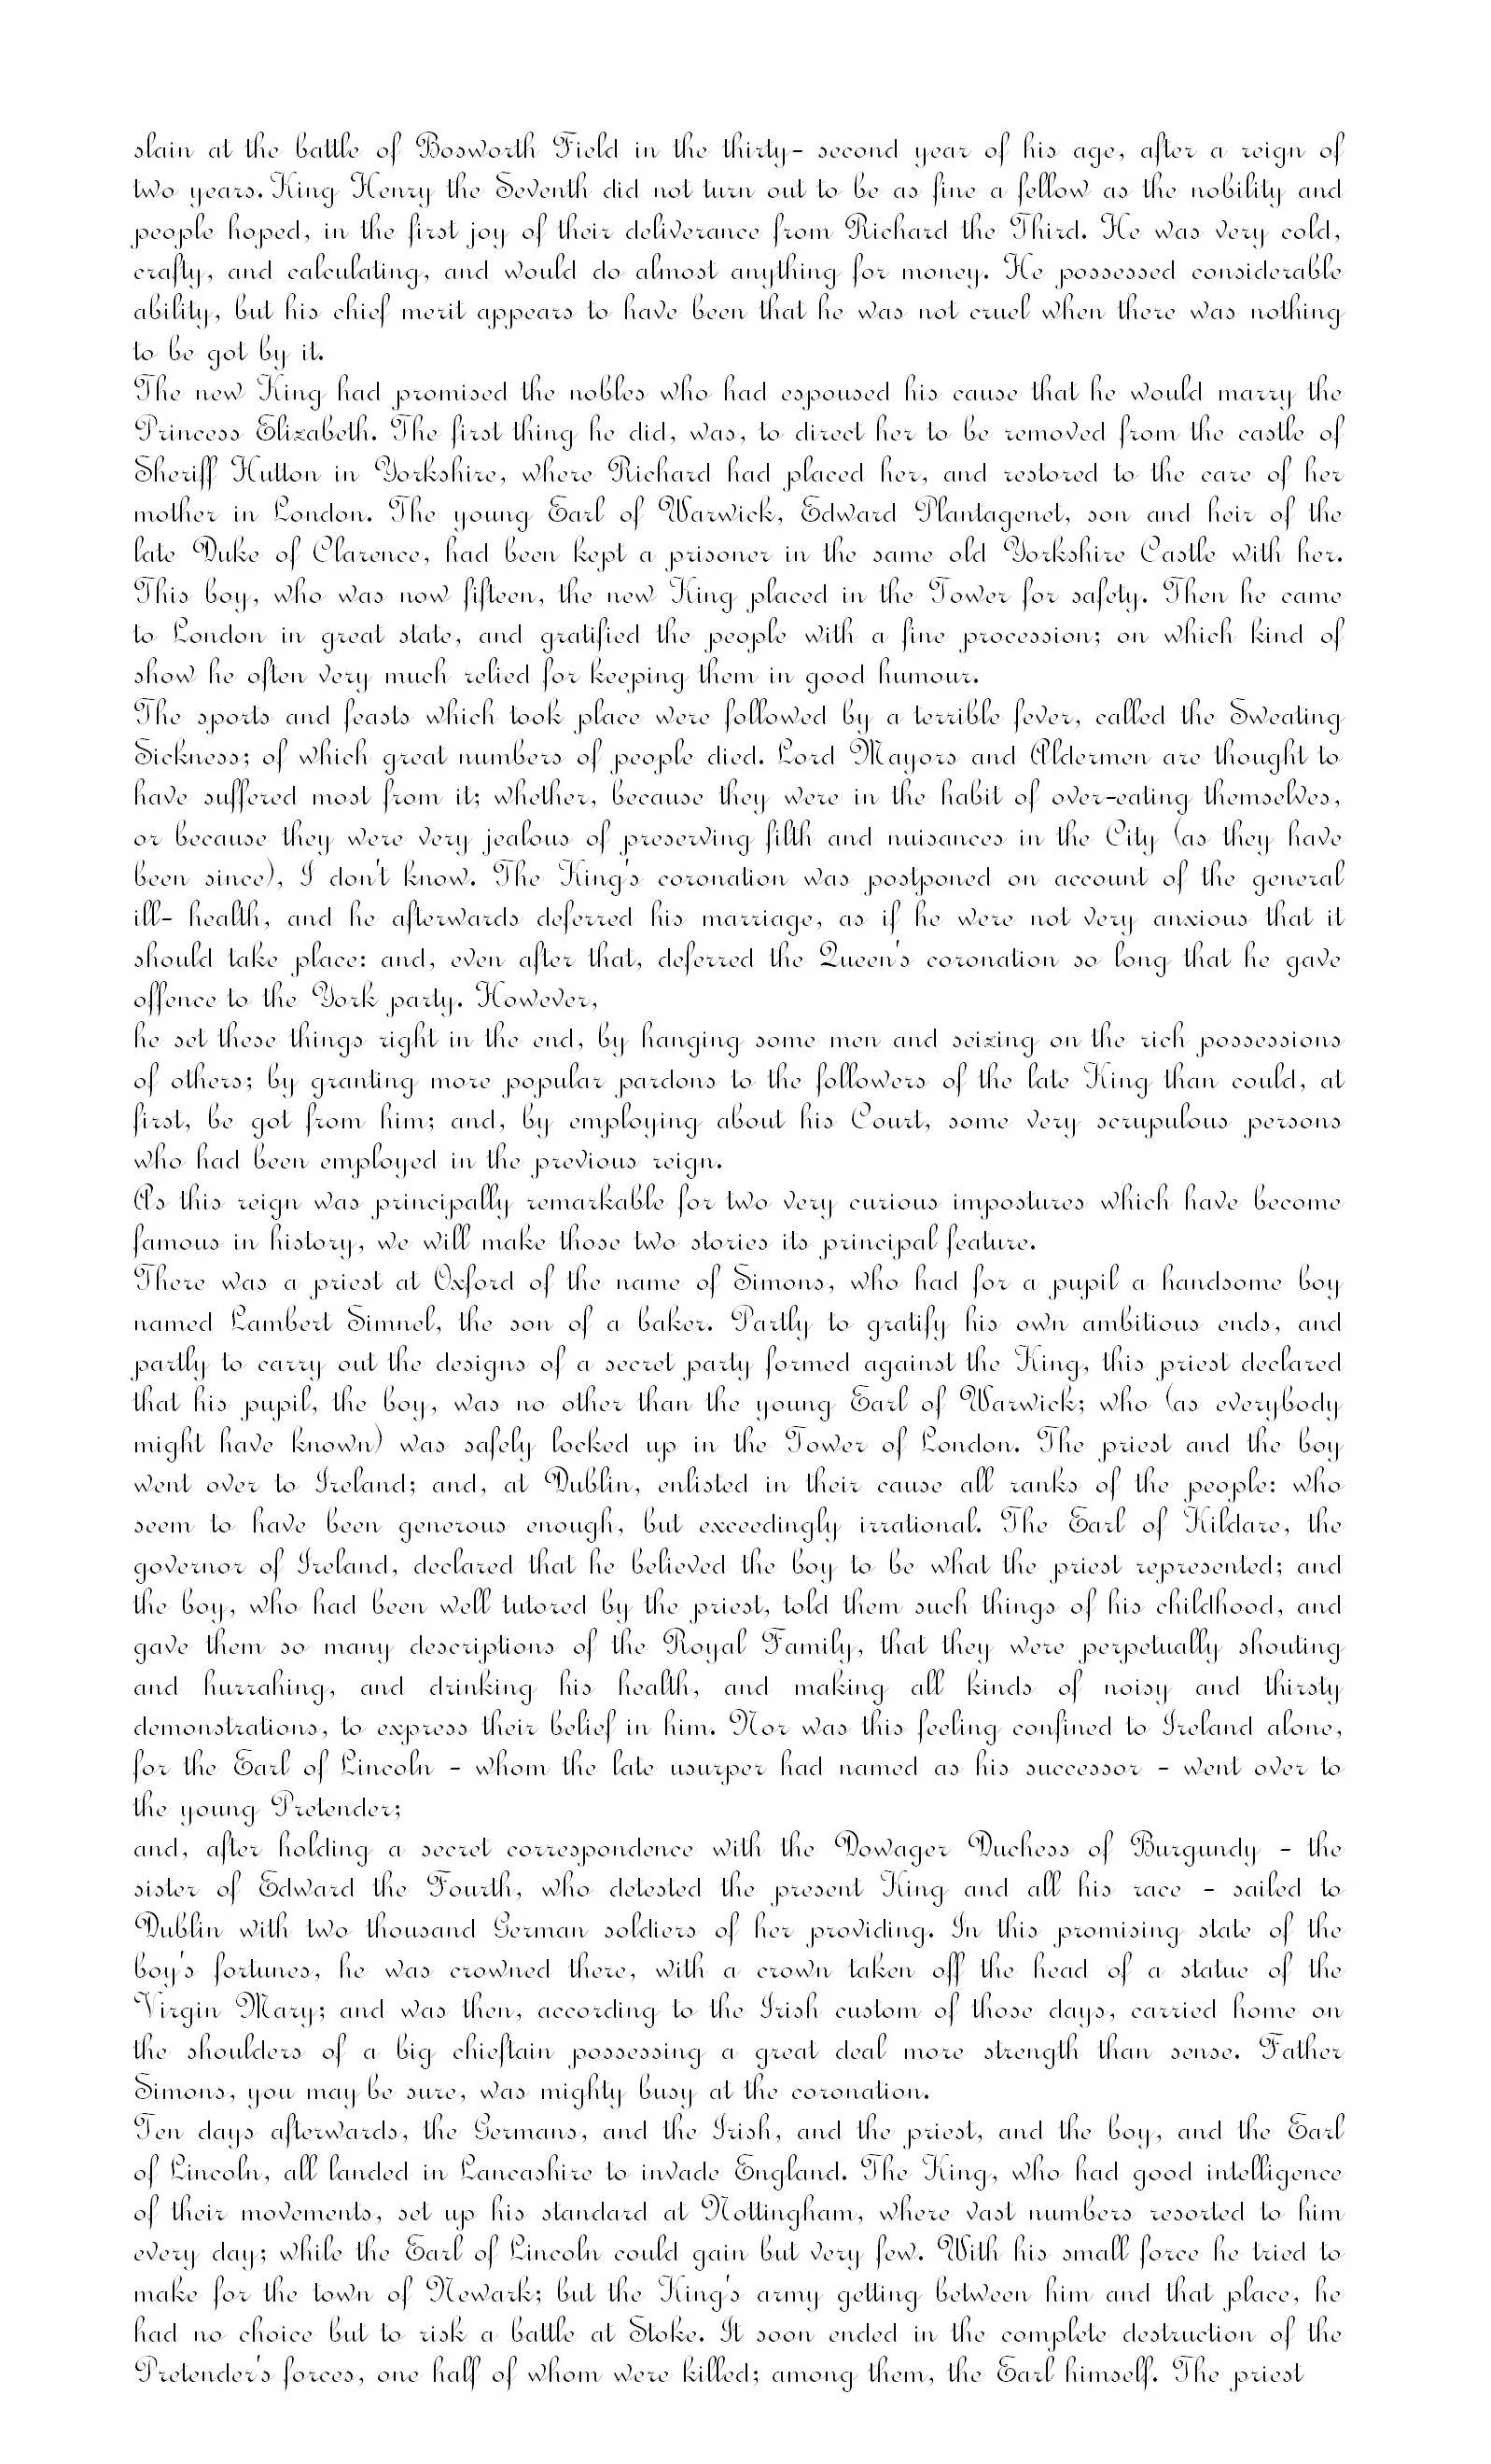 slain at the battle of Bosworth Field in the thirty- second year of his age, after a reign of
two years. King Henry the Seventh did not turn out to be as fine a fellow as the nobility and
people hoped, in the first joy of their deliverance from Richard the Third. He was very cold,
crafty, and calculating, and would do almost anything for money. He possessed considerable
ability, but his chief merit appears to have been that he was not cruel when there was nothing
to be got by it.
The new King had promised the nobles who had espoused his cause that he would marry the
Princess Elizabeth. The first thing he did, was, to direct her to be removed from the castle of
Sheriff Hutton in Yorkshire, where Richard had placed her, and restored to the care of her
mother in London. The young Earl of Warwick, Edward Plantagenet, son and heir of the
late Duke of Clarence, had been kept a prisoner in the same old Yorkshire Castle with her.
This boy, who was now fifteen, the new King placed in the Tower for safety. Then he came
to London in great state, and gratified the people with a fine procession; on which kind of
show he often very much relied for keeping them in good humour.
The sports and feasts which took place were followed by a terrible fever, called the Sweating
Sickness; of which great numbers of people died. Lord Mayors and Aldermen are thought to
have suffered most from it; whether, because they were in the habit of over-eating themselves,
or because they were very jealous of preserving filth and nuisances in the City (as they have
been since), I don't know. The King's coronation was postponed on account of the general
ill- health, and he afterwards deferred his marriage, as if he were not very anxious that it
should take place: and, even after that, deferred the Queen's coronation so long that he gave
offence to the York party. However,
he set these things right in the end, by hanging some men and seizing on the rich possessions
of others; by granting more popular pardons to the followers of the late King than could, at
first, be got from him; and, by employing about his Court, some very scrupulous persons
who had been employed in the previous reign.
As this reign was principally remarkable for two very curious impostures which have become
famous in history, we will make those two stories its principal feature.
There was a priest at Oxford of the name of Simons, who had for a pupil a handsome boy
named Lambert Simnel, the son of a baker. Partly to gratify his own ambitious ends, and
partly to carry out the designs of a secret party formed against the King, this priest declared
that his pupil, the boy, was no other than the young Earl of Warwick; who (as everybody
might have known) was safely locked up in the Tower of London. The priest and the boy
went over to Ireland; and, at Dublin, enlisted in their cause all ranks of the people: who
seem to have been generous enough, but exceedingly irrational. The Earl of Kildare, the
governor of Ireland, declared that he believed the boy to be what the priest represented; and
the boy, who had been well tutored by the priest, told them such things of his childhood, and
gave them so many descriptions of the Royal Family, that they were perpetually shouting
and hurrahing, and drinking his health, and making all kinds of noisy and thirsty
demonstrations, to express their belief in him. Nor was this feeling confined to Ireland alone,
for the Earl of Lincoln - whom the late usurper had named as his successor - went over to
the young Pretender;
and, after holding a secret correspondence with the Dowager Duchess of Burgundy - the
sister of Edward the Fourth, who detested the present King and all his race - sailed to
Dublin with two thousand German soldiers of her providing. In this promising state of the
boy's fortunes, he was crowned there, with a crown taken off the head of a statue of the
Virgin Mary; and was then, according to the Irish custom of those days, carried home on
the shoulders of a big chieftain possessing a great deal more strength than sense. Father
Simons, you may be sure, was mighty busy at the coronation.
Ten days afterwards, the Germans, and the Irish, and the priest, and the boy, and the Earl
of Lincoln, all landed in Lancashire to invade England. The King, who had good intelligence
of their movements, set up his standard at Nottingham, where vast numbers resorted to him
every day; while the Earl of Lincoln could gain but very few. With his small force he tried to
make for the town of Newark; but the King's army getting between him and that place, he
had no choice but to risk a battle at Stoke. It soon ended in the complete destruction of the
Pretender's forces, one half of whom were killed; among them, the Earl himself. The priest